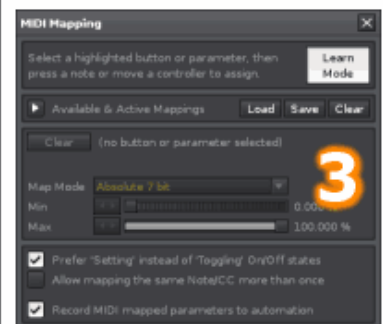 MIDI Mapping
Select a highlighted button or parameter, then
press a note or move a controller to assign.
Learn
Mode
Available & Active Mappings
Load
Save
Clear
Clear
(no button or parameter selected)
Map Mode
Absolute 7 bit
Min
0.000 %
Max
100.000 %
3
Prefer 'Setting' instead of 'Toggling' On/Off
states
Allow mapping the same Note/CC more than once
Record MIDI mapped parameters to automation